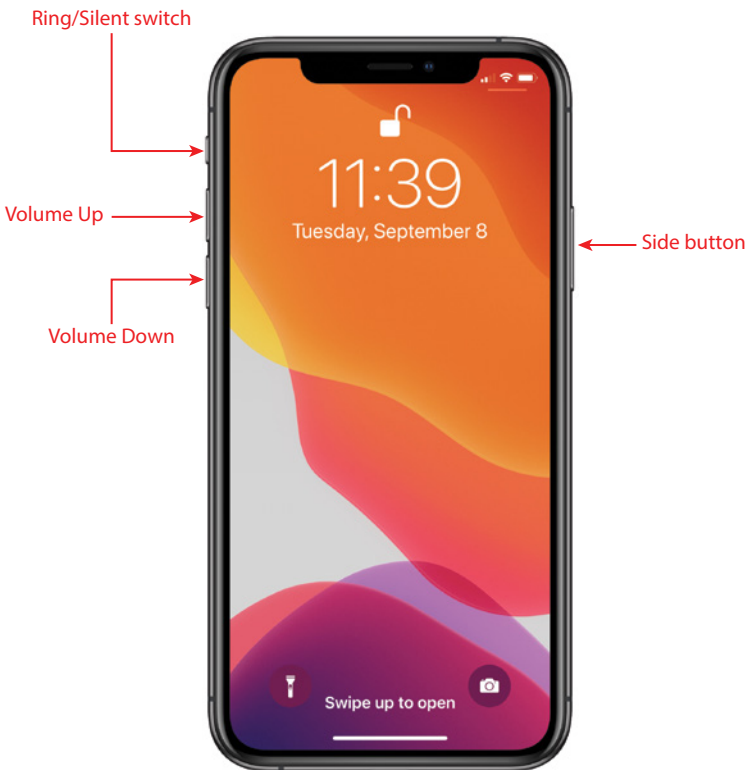 Ring/Silent switch
11:39
Tuesday, September 8
Volume Up
Side button
Volume Down
Swipe up to open